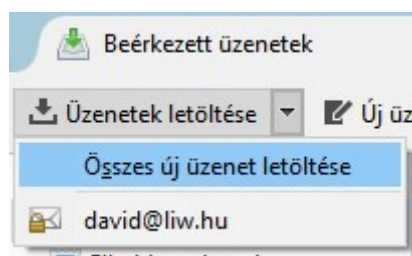 Beérkezett üzenetek
Üzenetek letöltése Új üz
Összes új üzenet letöltése
david@liw.hu